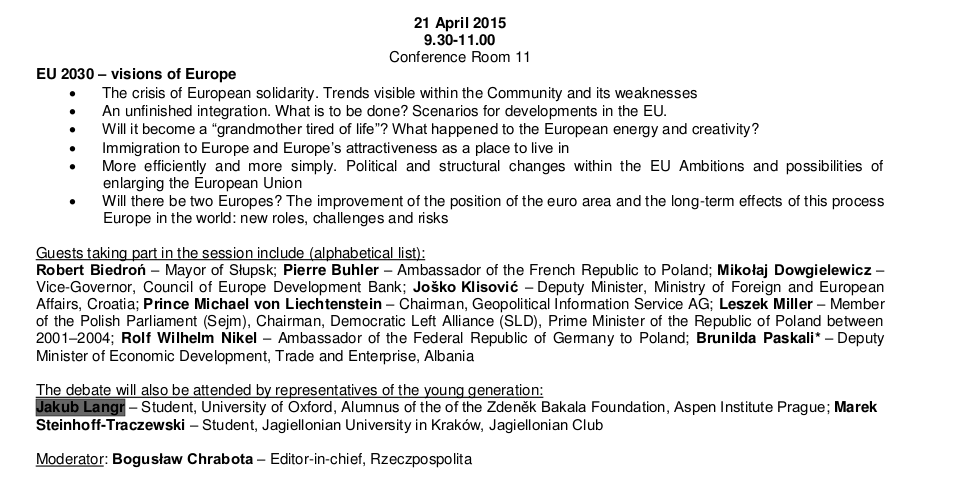 21 April 2015
9.30-11.00
Conference Room 11
EU 2030 – visions of Europe
• The crisis of European solidarity. Trends visible within the Community and its weaknesses
• An unfinished integration. What is to be done? Scenarios for developments in the EU.
• Will it become a “grandmother tired of life”? What happened to the European energy and creativity?
• Immigration to Europe and Europe’s attractiveness as a place to live in
• More efficiently and more simply. Political and structural changes within the EU Ambitions and possibilities of
enlarging the European Union
• Will there be two Europes? The improvement of the position of the euro area and the long-term effects of this process
Europe in the world: new roles, challenges and risks
Guests taking part in the session include (alphabetical list):
Robert Biedroń – Mayor of Słupsk; Pierre Buhler – Ambassador of the French Republic to Poland; Mikołaj Dowgielewicz –
Vice-Governor, Council of Europe Development Bank; Joško Klisović – Deputy Minister, Ministry of Foreign and European
Affairs, Croatia; Prince Michael von Liechtenstein – Chairman, Geopolitical Information Service AG; Leszek Miller – Member
of the Polish Parliament (Sejm), Chairman, Democratic Left Alliance (SLD), Prime Minister of the Republic of Poland between
2001–2004; Rolf Wilhelm Nikel – Ambassador of the Federal Republic of Germany to Poland; Brunilda Paskali* – Deputy
Minister of Economic Development, Trade and Enterprise, Albania
The debate will also be attended by representatives of the young generation:
Jakub Langr – Student, University of Oxford, Alumnus of the of the Zdeněk Bakala Foundation, Aspen Institute Prague; Marek
Steinhoff-Traczewski – Student, Jagiellonian University in Kraków, Jagiellonian Club
Moderator: Bogusław Chrabota – Editor-in-chief, Rzeczpospolita